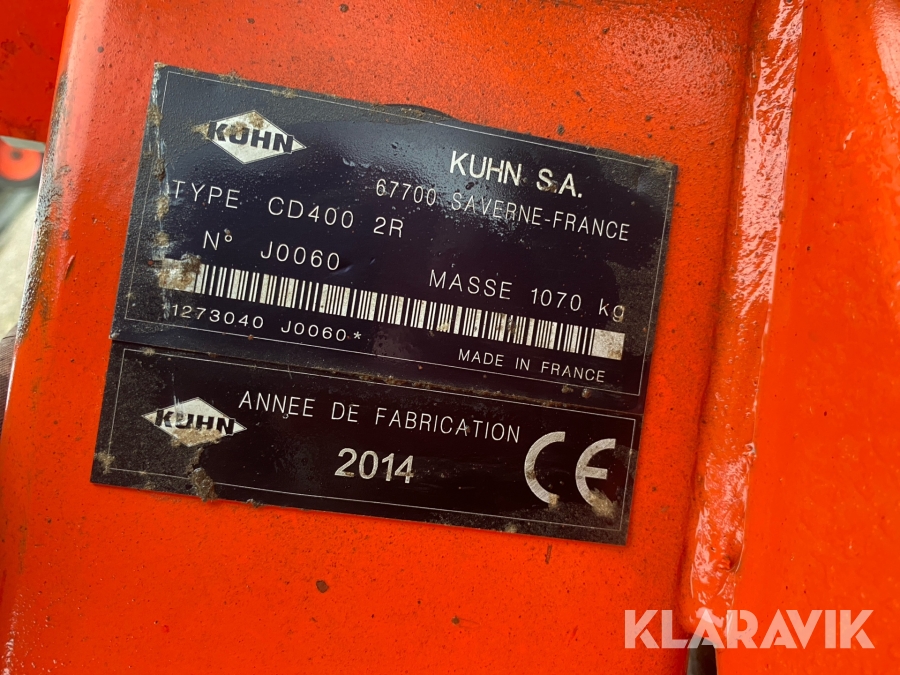 KUHN
KUHN S.A.
67700 SAVERNE-FRANCE
TYPE CD400 2R
N° J0060
MASSE 1070 kg
1273040 J0060*
MADE IN FRANCE
KUHN
ANNEE DE FABRICATION
2014
CE
KLARAVIK